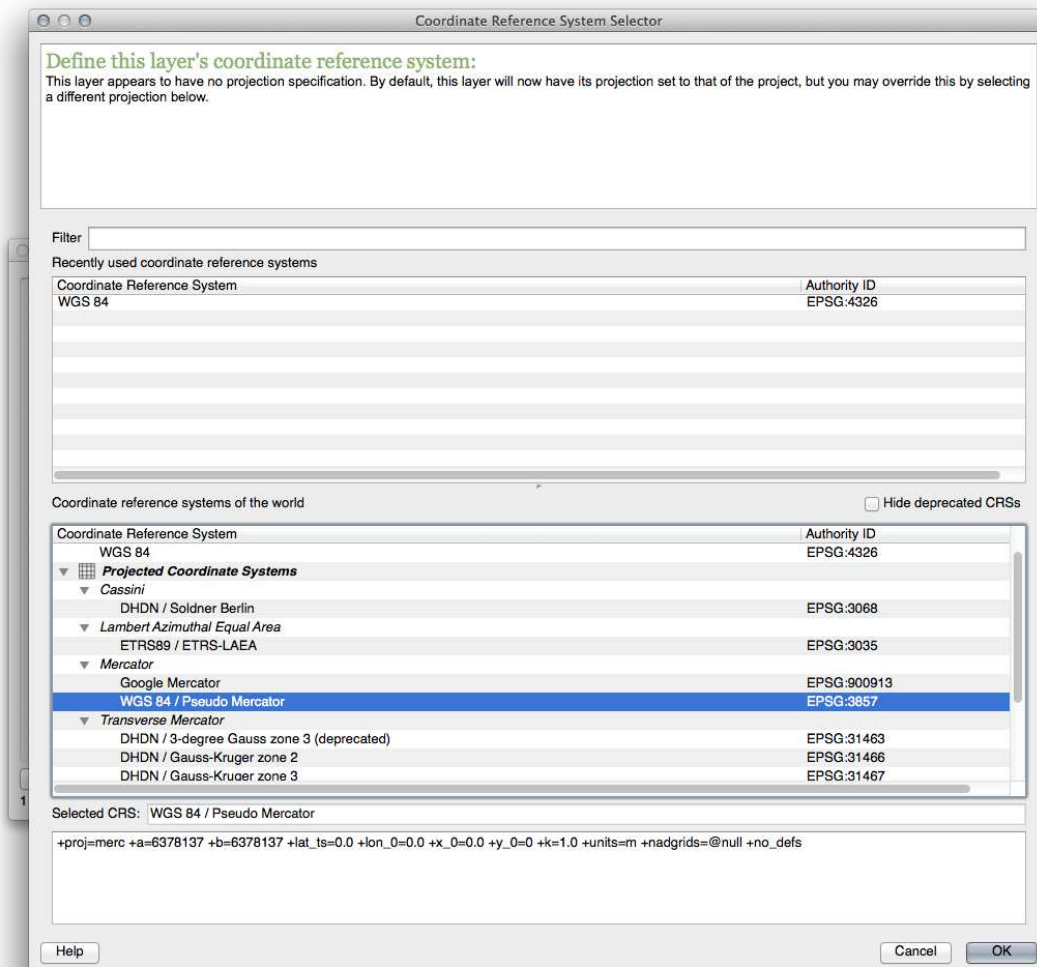 Coordinate Reference System Selector
Define this layer's coordinate reference system:
This layer appears to have no projection specification. By default, this layer will now have its projection set to that of the project, but you may override this by selecting
a different projection below.
Filter
Recently used coordinate reference systems
Coordinate Reference System Authority ID
WGS 84 EPSG:4326
Coordinate reference systems of the world Hide deprecated CRSs
Coordinate Reference System Authority ID
WGS 84 EPSG:4326
Projected Coordinate Systems
Cassini
DHDN / Soldner Berlin EPSG:3068
Lambert Azimuthal Equal Area
ETRS89 / ETRS-LAEA EPSG:3035
Mercator
Google Mercator EPSG:900913
WGS 84 / Pseudo Mercator EPSG:3857
Transverse Mercator
DHDN / 3-degree Gauss zone 3 (deprecated) EPSG:31463
DHDN / Gauss-Kruger zone 2 EPSG:31466
DHDN / Gauss-Kruger zone 3 EPSG:31467
1
Selected CRS: WGS 84 / Pseudo Mercator
+proj=merc +a=6378137 +b=6378137 +lat_ts=0.0 +lon_0=0.0 +x_0=0.0 +y_0=0 +k=1.0 +units=m +nadgrids=@null +no_defs
Help Cancel OK